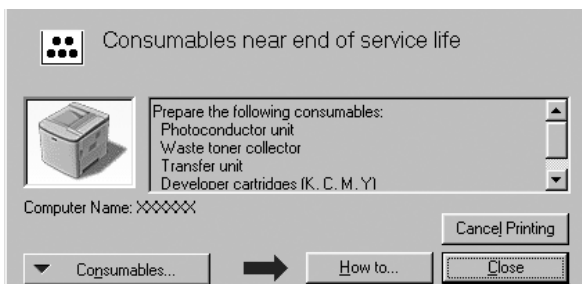 Consumables near end of service life
Prepare the following consumables:
Photoconductor unit
Waste toner collector
Transfer unit
Developer cartridges (K, C, M, Y)
Computer Name: XXXXXX
Cancel Printing
Consumables...
How to...
Close